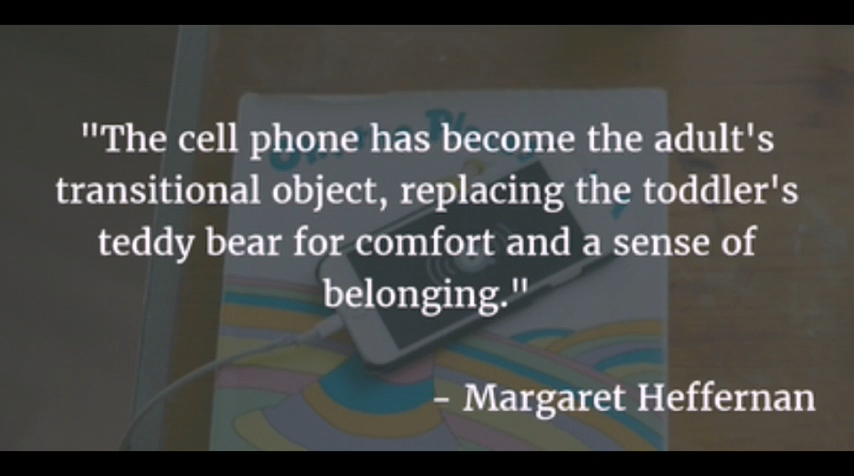 "The cell phone has become the adult's
transitional object, replacing the toddler's
teddy bear for comfort and a sense of
belonging."
- Margaret Heffernan